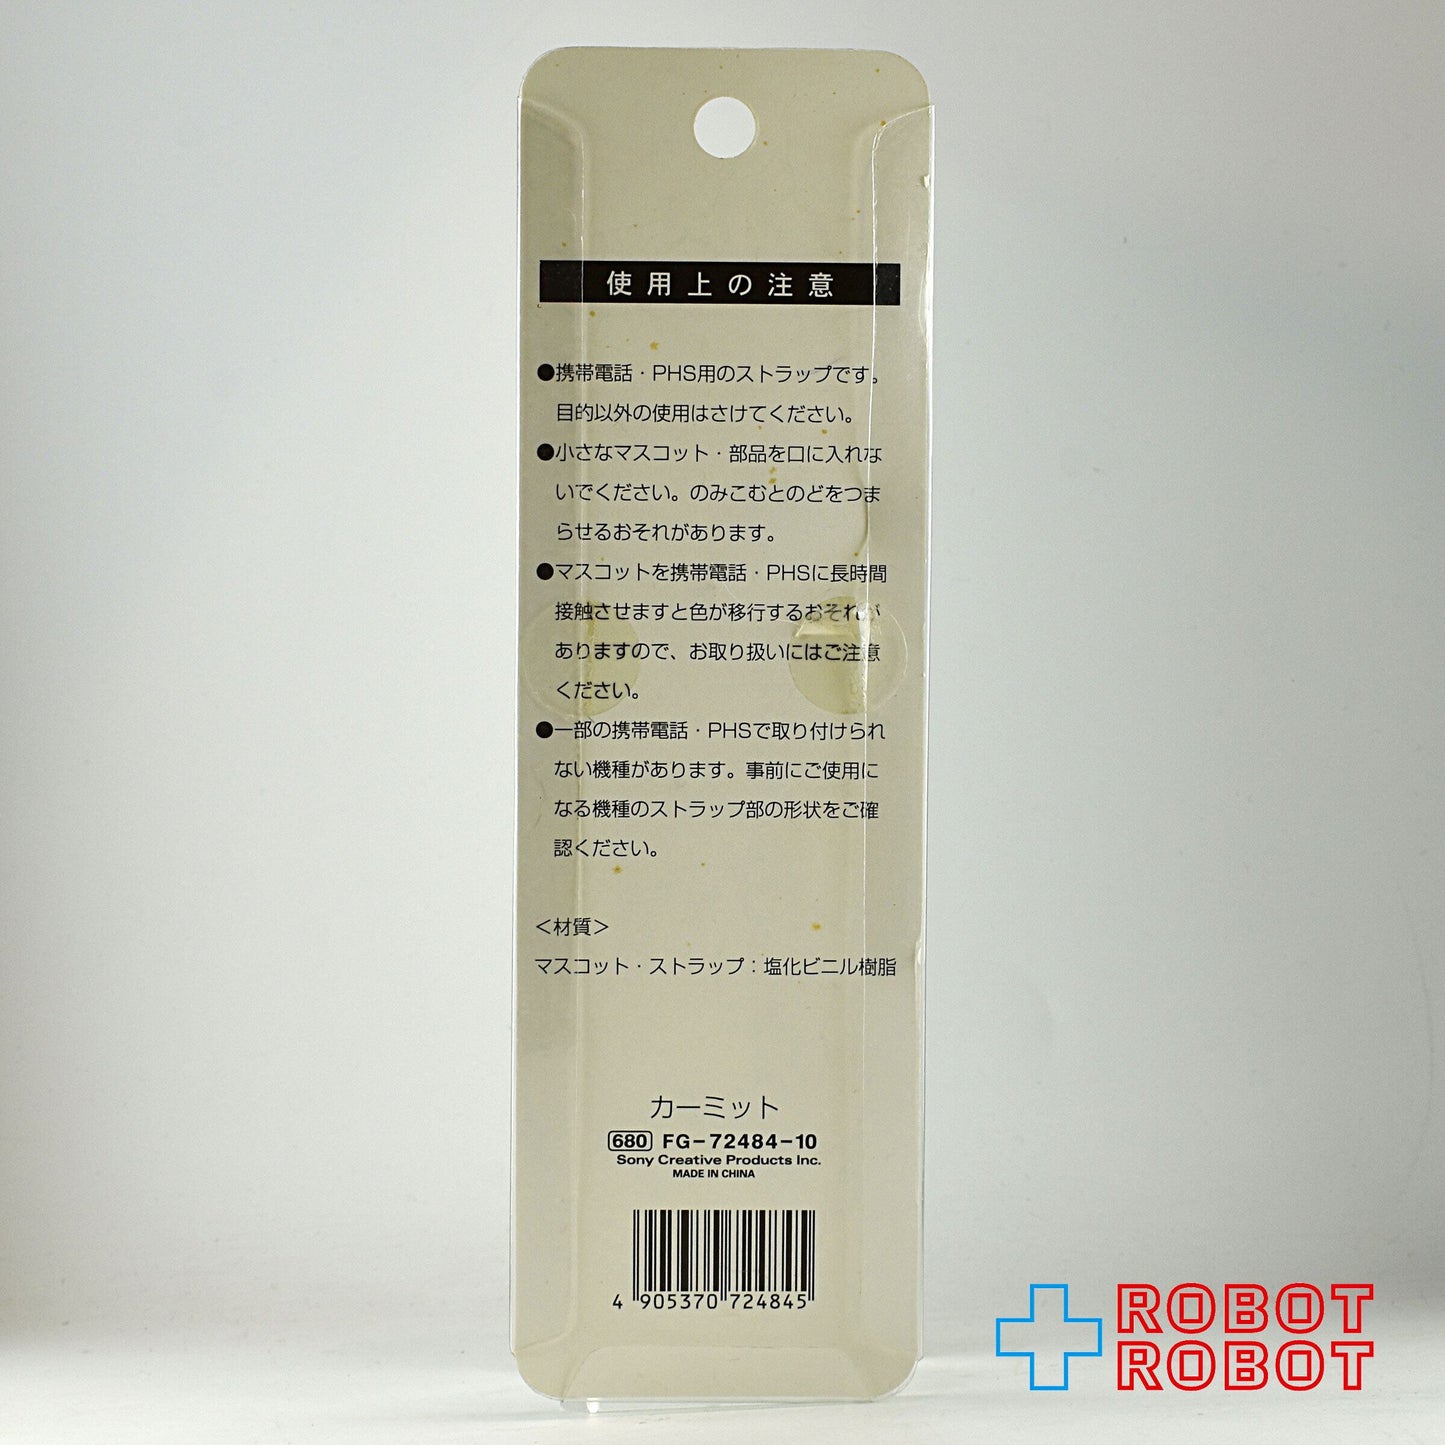 使用上の注意
●携帯電話・PHS用のストラップです。
目的以外の使用はさけてください。
●小さなマスコット・部品を口に入れな
いでください。のみこむとのどをつま
らせるおそれがあります。
●マスコットを携帯電話・PHSに長時間
接触させますと色が移行するおそれが
ありますので、お取り扱いにはご注意
ください。
●一部の携帯電話・PHSで取り付けられ
ない機種があります。事前にご使用に
なる機種のストラップ部の形状をご確
認ください。
＜材質＞
マスコット・ストラップ：塩化ビニル樹脂
カーミット
680 FG-72484-10
Sony Creative Products Inc.
MADE IN CHINA
4 905370 724845
ROBOT
ROBOT